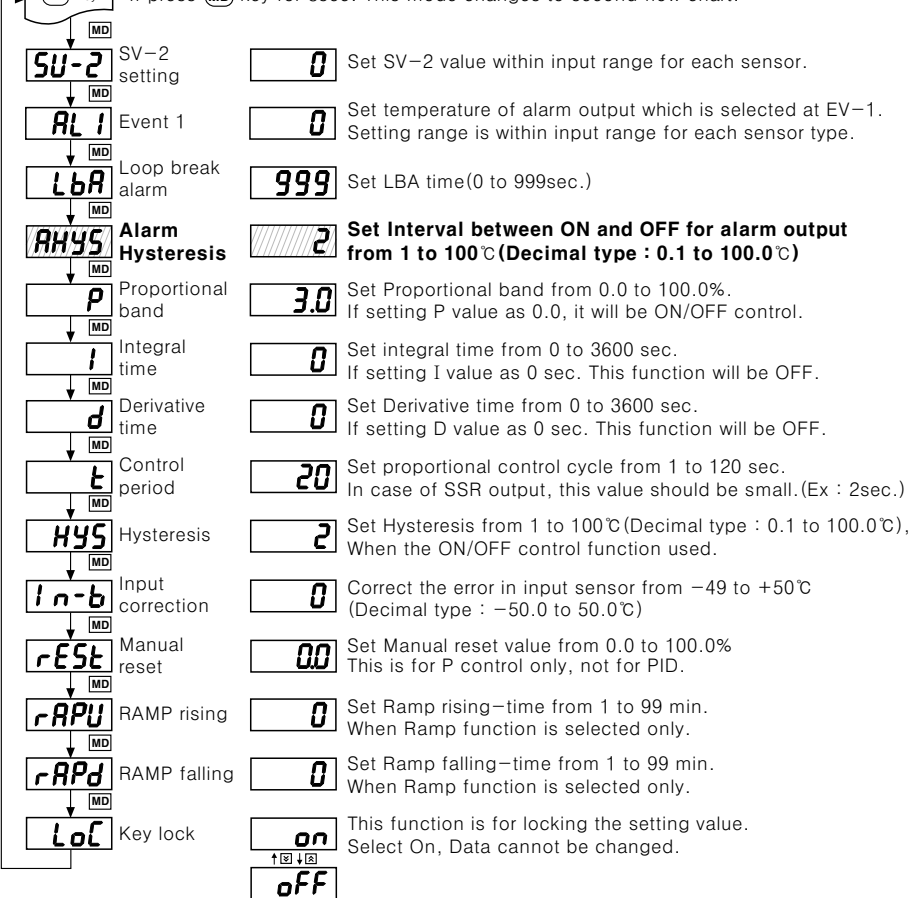 MD
SV-2 SV-2 setting 0 Set SV-2 value within input range for each sensor.
MD
AL1 Event 1 0 Set temperature of alarm output which is selected at EV-1.
Setting range is within input range for each sensor type.
MD
LbA Loop break alarm 999 Set LBA time(0 to 999sec.)
MD
AHYS Alarm Hysteresis 2 Set Interval between ON and OFF for alarm output
from 1 to 100℃(Decimal type : 0.1 to 100.0℃)
MD
P Proportional band 3.0 Set Proportional band from 0.0 to 100.0%.
If setting P value as 0.0, it will be ON/OFF control.
MD
I Integral time 0 Set integral time from 0 to 3600 sec.
If setting I value as 0 sec. This function will be OFF.
MD
d Derivative time 0 Set Derivative time from 0 to 3600 sec.
If setting D value as 0 sec. This function will be OFF.
MD
t Control period 20 Set proportional control cycle from 1 to 120 sec.
In case of SSR output, this value should be small.(Ex : 2sec.)
MD
HYS Hysteresis 2 Set Hysteresis from 1 to 100℃(Decimal type : 0.1 to 100.0℃),
When the ON/OFF control function used.
MD
In-b Input correction 0 Correct the error in input sensor from -49 to +50℃
(Decimal type : -50.0 to 50.0℃)
MD
rESt Manual reset 0.0 Set Manual reset value from 0.0 to 100.0%
This is for P control only, not for PID.
MD
rAPU RAMP rising 0 Set Ramp rising-time from 1 to 99 min.
When Ramp function is selected only.
MD
rAPd RAMP falling 0 Set Ramp falling-time from 1 to 99 min.
When Ramp function is selected only.
MD
LoC Key lock on This function is for locking the setting value.
Select On, Data cannot be changed.
oFF